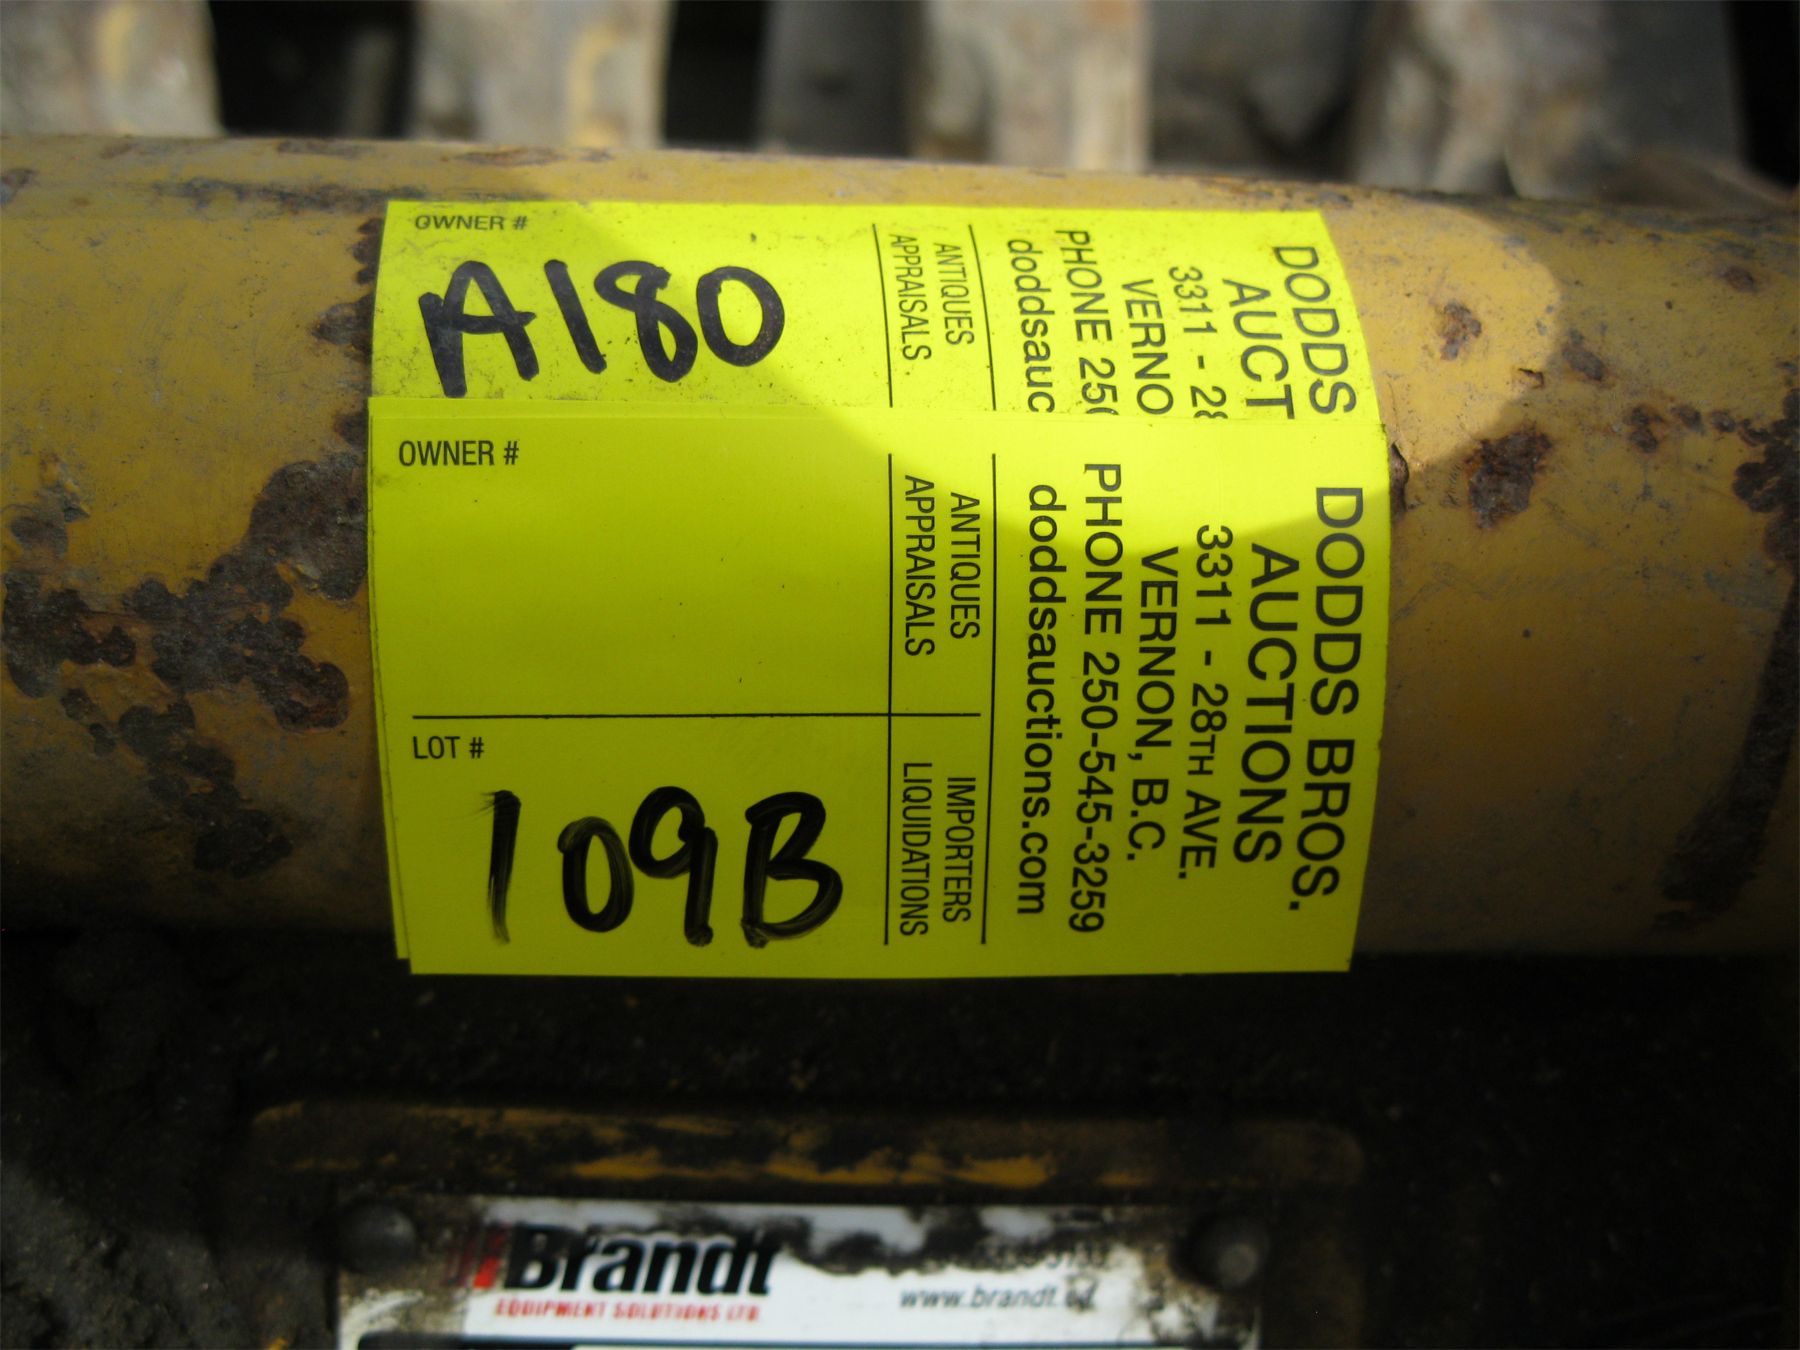 OWNER #
A180
ANTIQUES
APPRAISALS
DODDS
AUCT
3311 - 28
VERNO
PHONE 250
doddsauc
OWNER #
LOT #
109B
ANTIQUES
APPRAISALS
IMPORTERS
LIQUIDATIONS
DODDS BROS.
AUCTIONS
3311 - 28TH AVE.
VERNON, B.C.
PHONE 250-545-3259
doddsauctions.com
Brandt
EQUIPMENT SOLUTIONS LTD.
www.brandt.ca